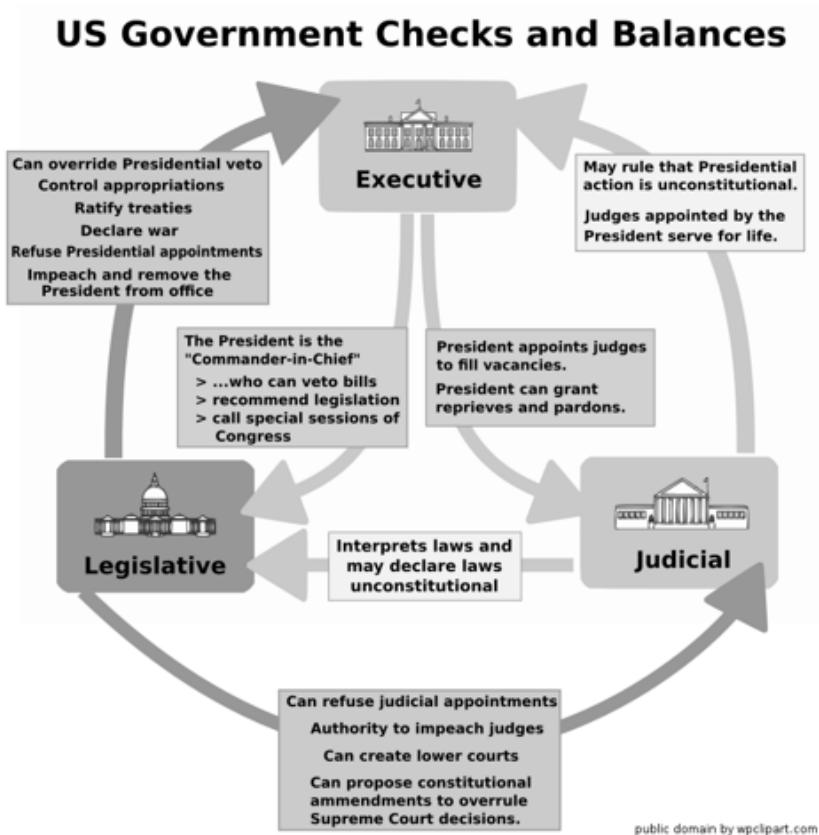 US Government Checks and Balances
Executive
Can override Presidential veto
Control appropriations
Ratify treaties
Declare war
Refuse Presidential appointments
Impeach and remove the
President from office
May rule that Presidential
action is unconstitutional.
Judges appointed by the
President serve for life.
The President is the
"Commander-in-Chief"
> ...who can veto bills
> recommend legislation
> call special sessions of
Congress
President appoints judges
to fill vacancies.
President can grant
reprieves and pardons.
Legislative
Interprets laws and
may declare laws
unconstitutional
Judicial
Can refuse judicial appointments
Authority to impeach judges
Can create lower courts
Can propose constitutional
ammendments to overrule
Supreme Court decisions.
public domain by wpclipart.com